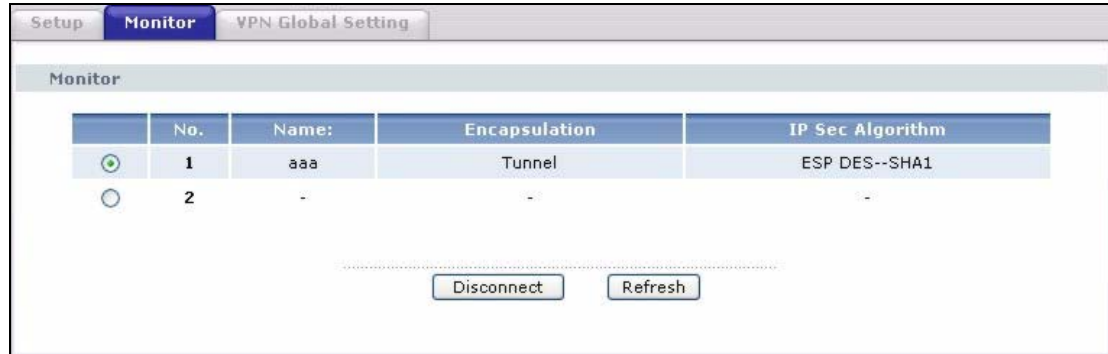 Setup Monitor VPN Global Setting
Monitor
No. Name: Encapsulation IP Sec Algorithm
1 aaa Tunnel ESP DES--SHA1
2 - - -
Disconnect Refresh